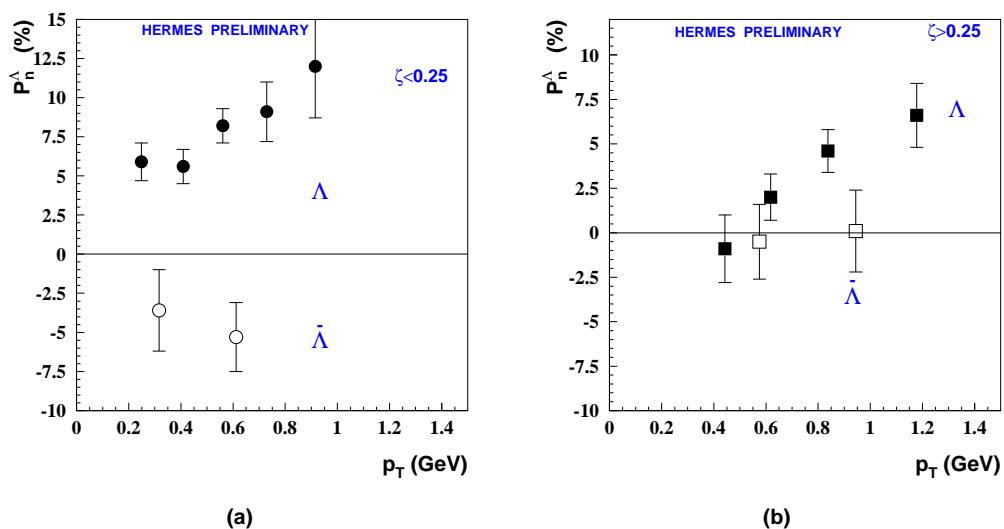 P_n^Λ (%)
HERMES PRELIMINARY
ζ<0.25
15
12.5
10
7.5
5
2.5
0
-2.5
-5
-7.5
-10
Λ
Λ̄
0 0.2 0.4 0.6 0.8 1 1.2 1.4
p_T (GeV)
(a)
P_n^Λ (%)
HERMES PRELIMINARY
ζ>0.25
10
7.5
5
2.5
0
-2.5
-5
-7.5
-10
Λ
Λ̄
0 0.2 0.4 0.6 0.8 1 1.2 1.4
p_T (GeV)
(b)